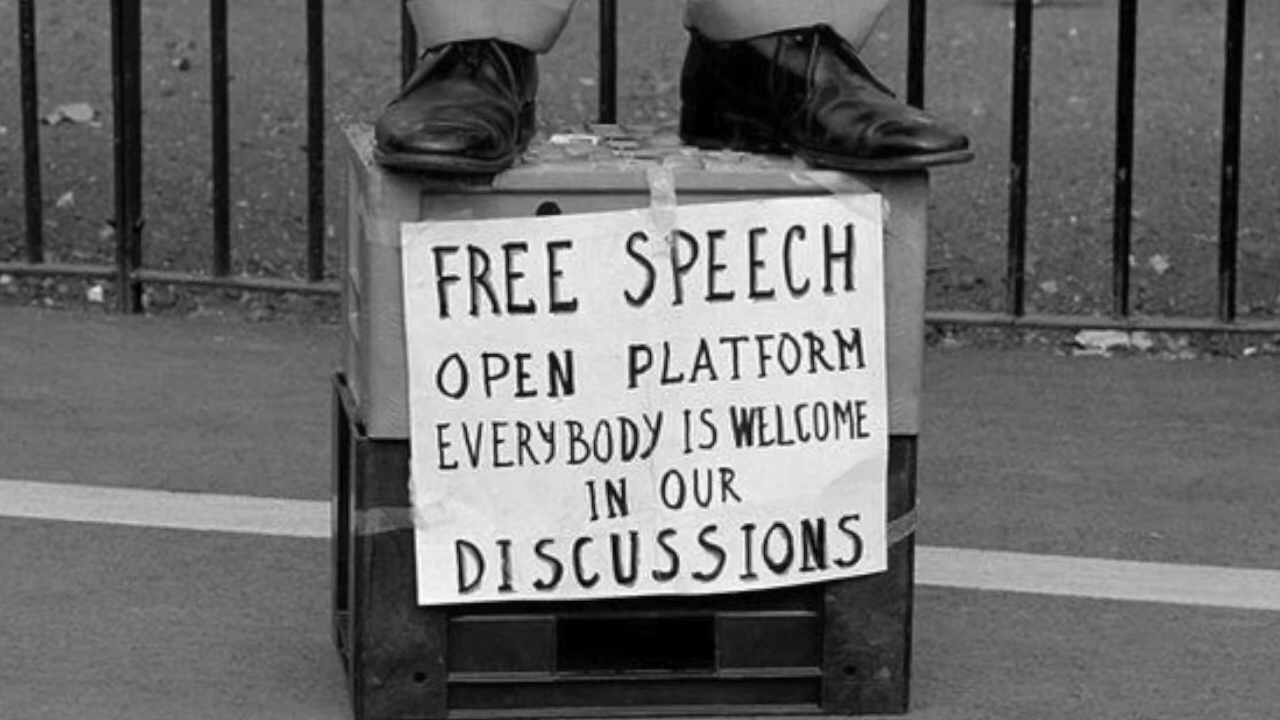 FREE SPEECH
OPEN PLATFORM
EVERYBODY IS WELCOME
IN OUR
DISCUSSIONS